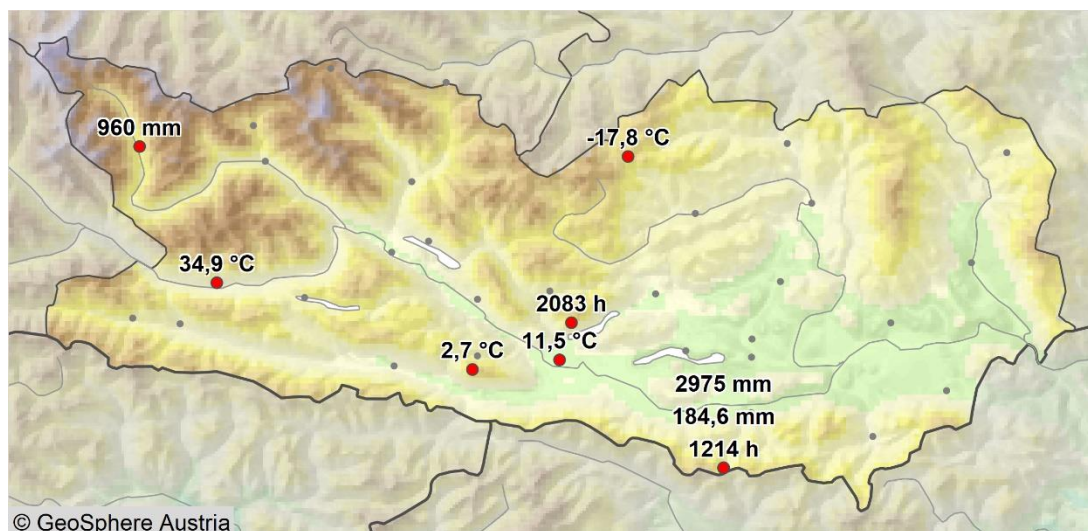 960 mm
-17,8 °C
34,9 °C
2083 h
11,5 °C
2,7 °C
2975 mm
184,6 mm
1214 h
© GeoSphere Austria